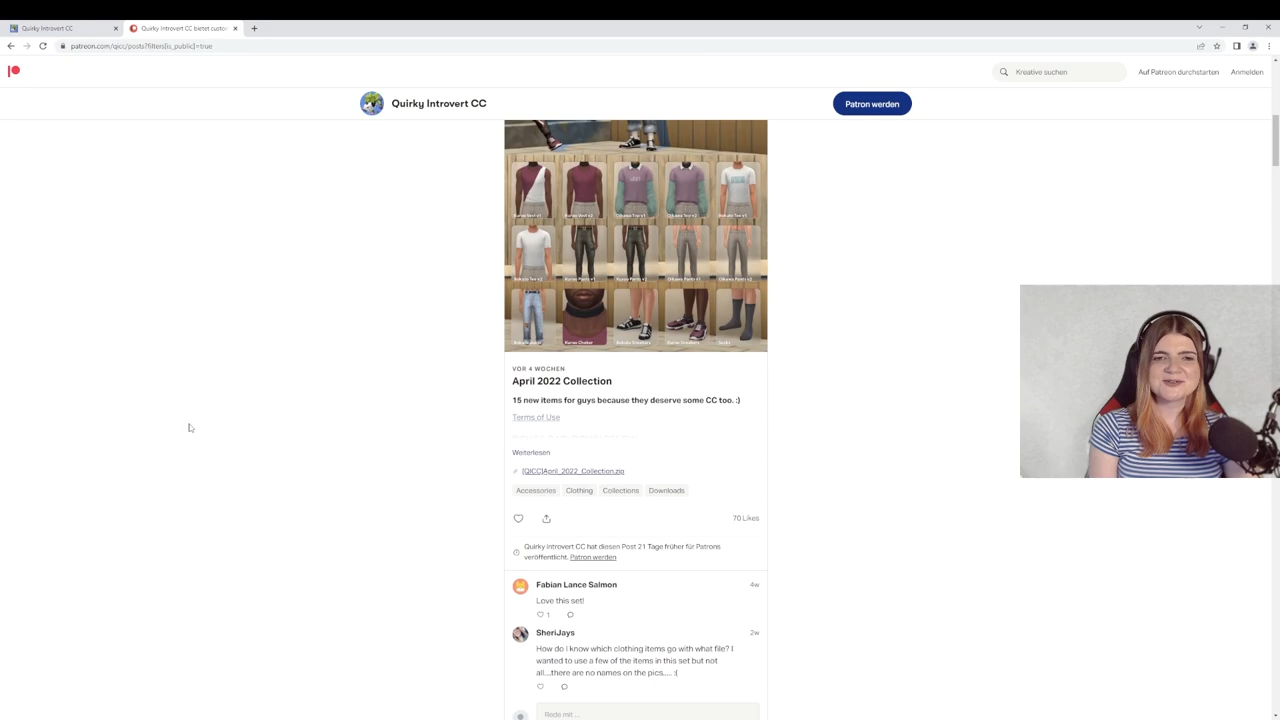 Quirky Introvert CC
Quirky Introvert CC bietet custo
patreon.com/qicc/posts?filters[is_public]=true
Kreative suchen
Auf Patreon durchstarten
Anmelden
Quirky Introvert CC
Patron werden
VOR 4 WOCHEN
April 2022 Collection
15 new items for guys because they deserve some CC too. :)
Terms of Use
Weiterlesen
[QICC]April_2022_Collection.zip
Accessories
Clothing
Collections
Downloads
70 Likes
Quirky Introvert CC hat diesen Post 21 Tage früher für Patrons
veröffentlicht. Patron werden
Fabian Lance Salmon
4w
Love this set!
1
SheriJays
2w
How do I know which clothing items go with what file? I
wanted to use a few of the items in this set but not
all....there are no names on the pics..... :(
Rede mit ...